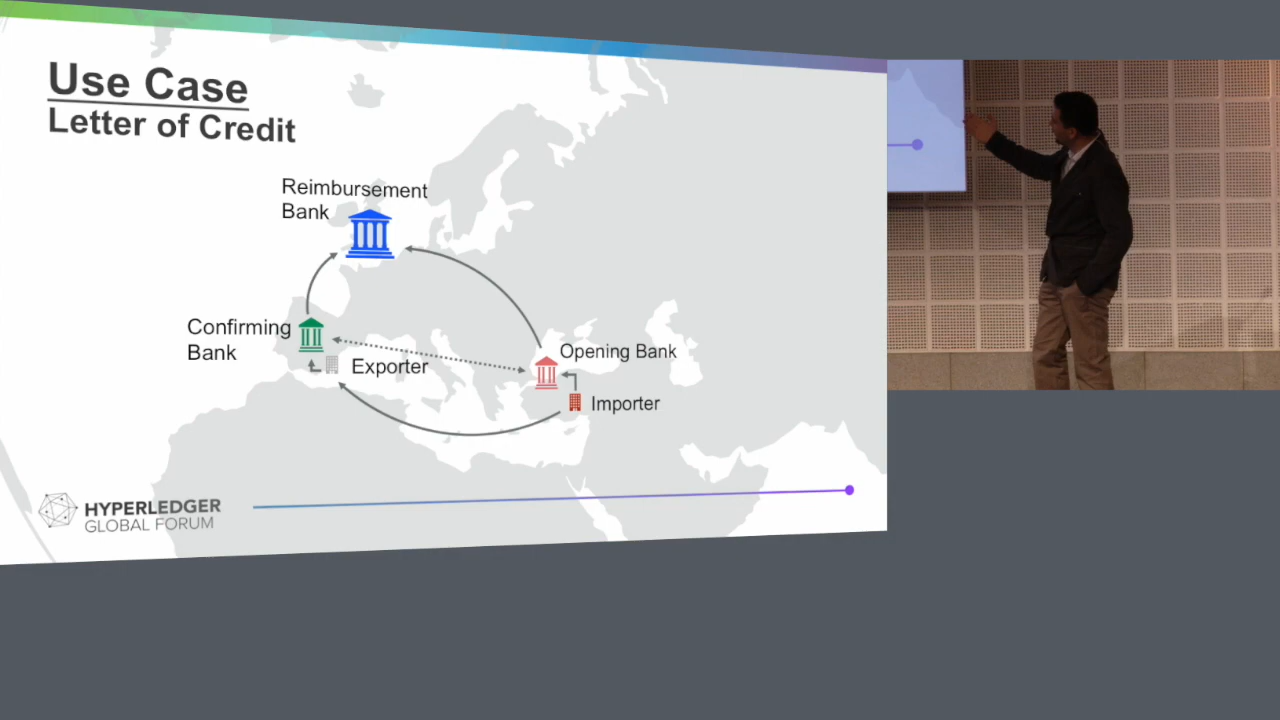 Use Case
Letter of Credit
Reimbursement
Bank
Confirming
Bank
Exporter
Opening Bank
Importer
HYPERLEDGER
GLOBAL FORUM